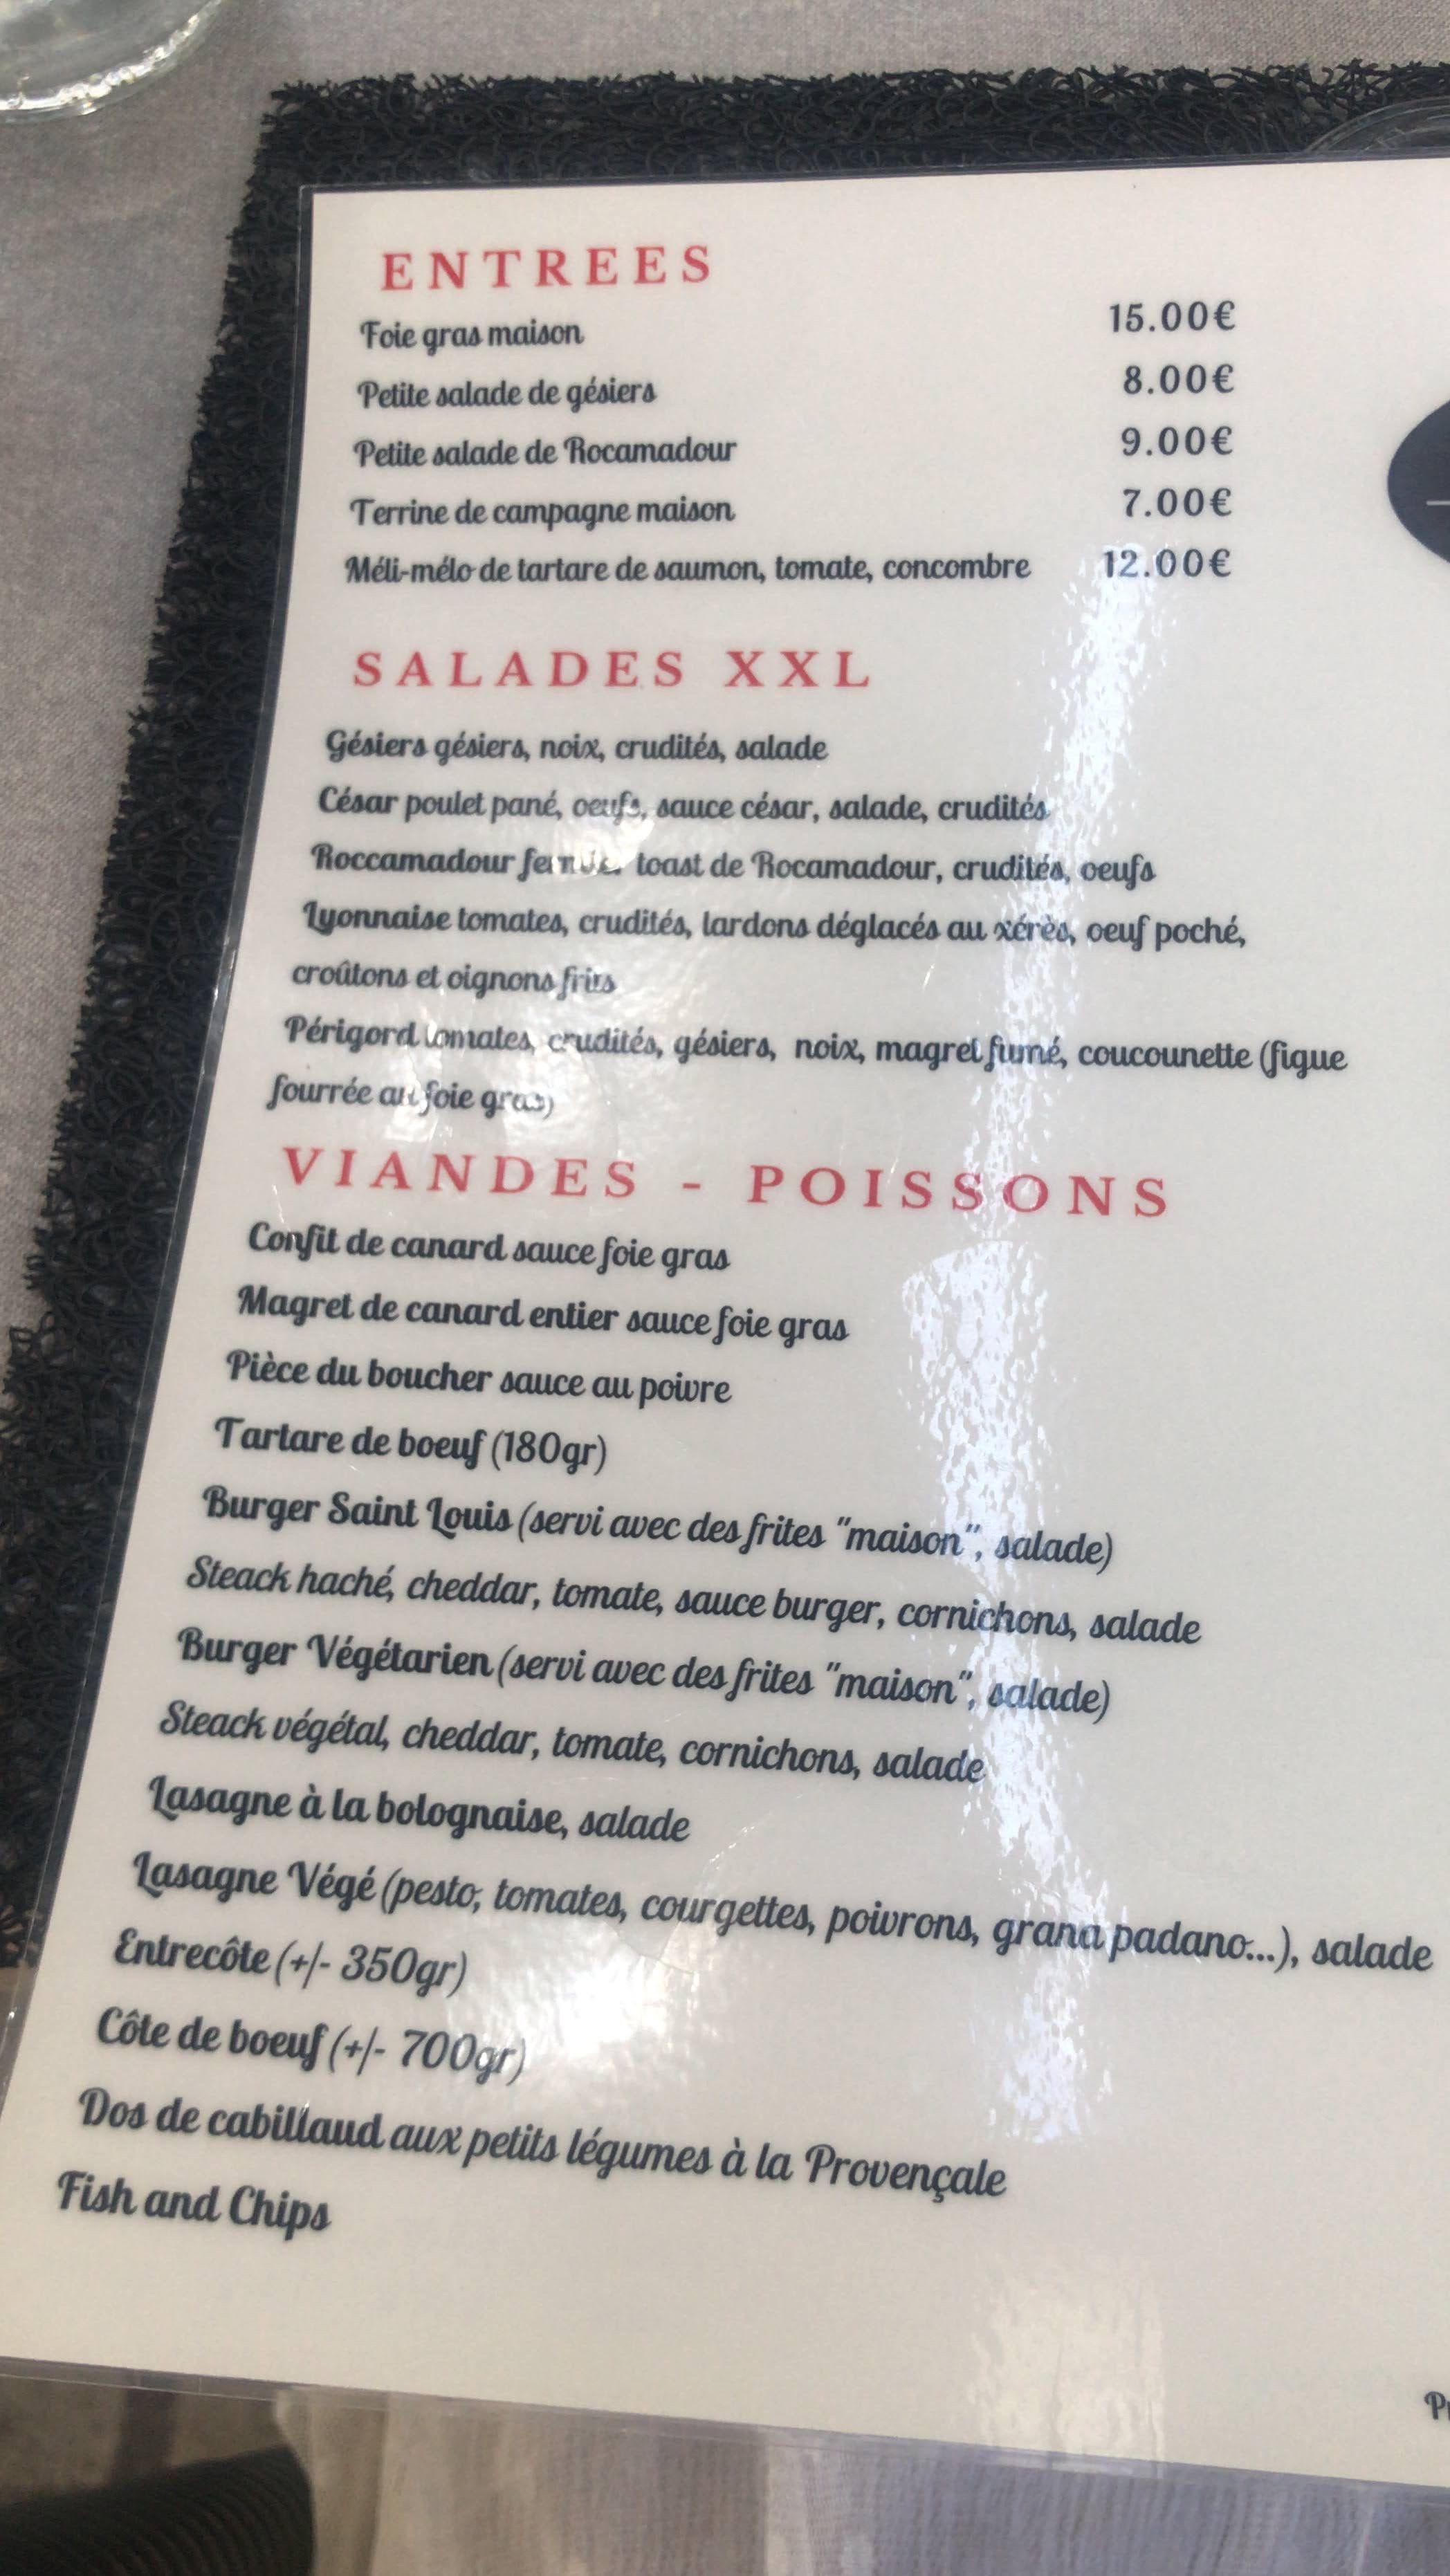 ENTREES
Foie gras maison 15.00€
Petite salade de gésiers 8.00€
Petite salade de Rocamadour 9.00€
Terrine de campagne maison 7.00€
Méli-mélo de tartare de saumon, tomate, concombre 12.00€
SALADES XXL
Gésiers gésiers, noix, crudités, salade
César poulet pané, oeufs, sauce césar, salade, crudités
Roccamadour fermier toast de Rocamadour, crudités, oeufs
Lyonnaise tomates, crudités, lardons déglacés au xérès, oeuf poché,
croûtons et oignons frits
Périgord tomates, crudités, gésiers, noix, magret fumé, coucounette (figue
fourrée au foie gras)
VIANDES - POISSONS
Confit de canard sauce foie gras
Magret de canard entier sauce foie gras
Pièce du boucher sauce au poivre
Tartare de boeuf (180gr)
Burger Saint Louis (servi avec des frites "maison", salade)
Steack haché, cheddar, tomate, sauce burger, cornichons, salade
Burger Végétarien (servi avec des frites "maison", salade)
Steack végétal, cheddar, tomate, cornichons, salade
Lasagne à la bolognaise, salade
Lasagne Végé (pesto, tomates, courgettes, poivrons, grana padano...), salade
Entrecôte (+/- 350gr)
Côte de boeuf (+/- 700gr)
Dos de cabillaud aux petits légumes à la Provençale
Fish and Chips